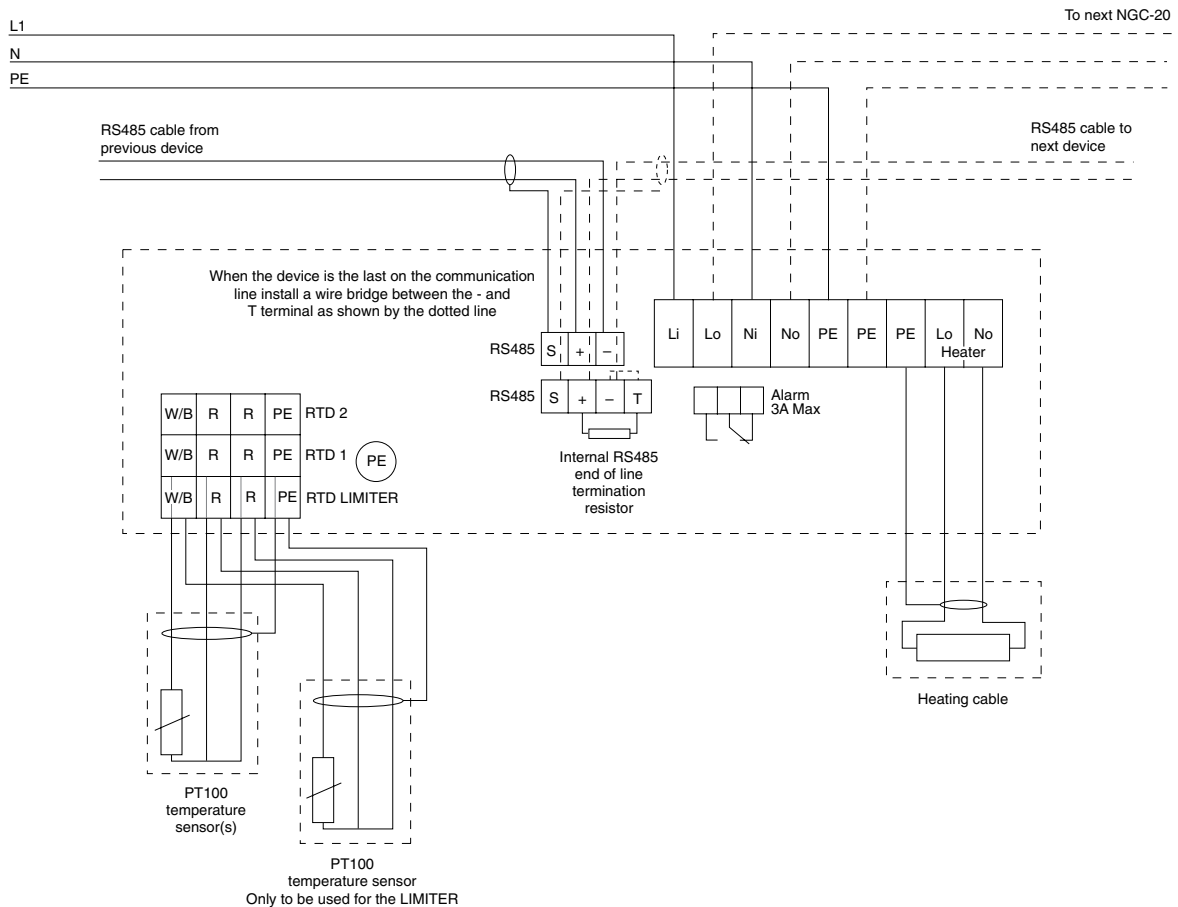 To next NGC-20
L1
N
PE
RS485 cable from
previous device
RS485 cable to
next device
When the device is the last on the communication
line install a wire bridge between the - and
T terminal as shown by the dotted line
Li Lo Ni No PE PE PE Lo No
Heater
RS485 S + –
RS485 S + – T
Alarm
3A Max
Internal RS485
end of line
termination
resistor
W/B R R PE RTD 2
W/B R R PE RTD 1 PE
W/B R R PE RTD LIMITER
Heating cable
PT100
temperature
sensor(s)
PT100
temperature sensor
Only to be used for the LIMITER